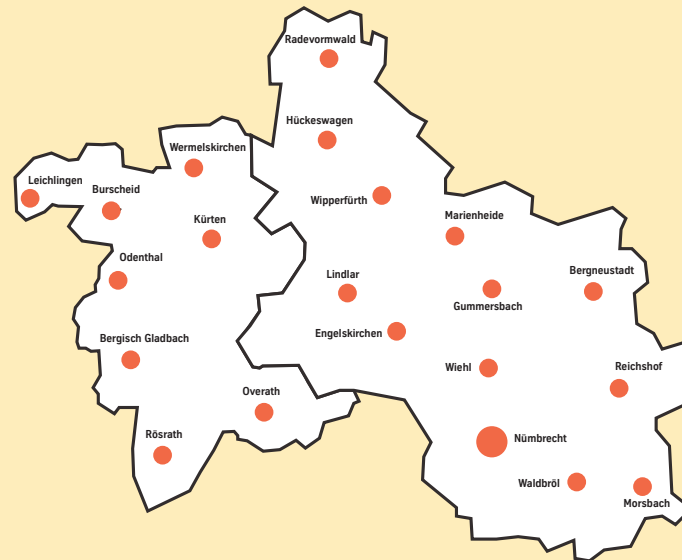 Radevormwald
Hückeswagen
Wermelskirchen
Leichlingen
Burscheid
Wipperfürth
Kürten
Marienheide
Odenthal
Lindlar
Bergneustadt
Gummersbach
Engelskirchen
Bergisch Gladbach
Wiehl
Reichshof
Overath
Rösrath
Nümbrecht
Waldbröl
Morsbach